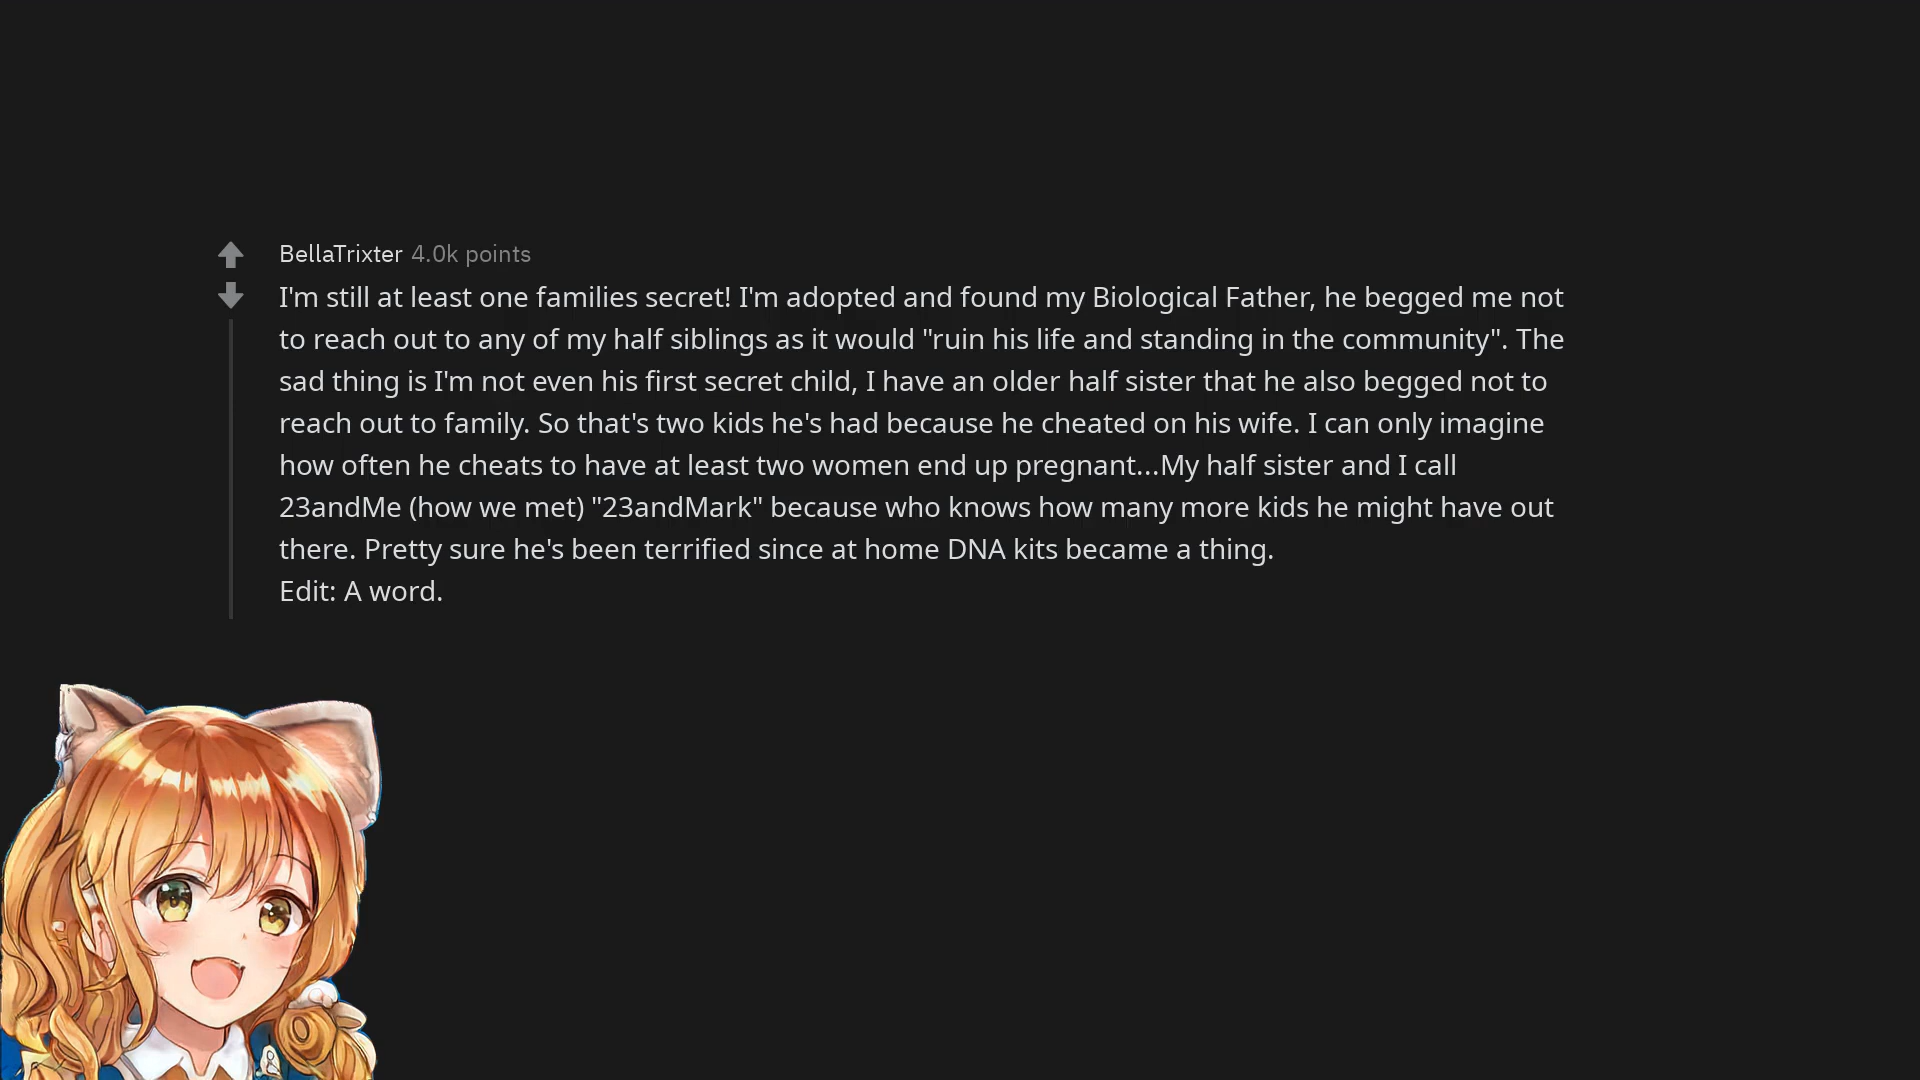 BellaTrixter 4.0k points
I'm still at least one families secret! I'm adopted and found my Biological Father, he begged me not
to reach out to any of my half siblings as it would "ruin his life and standing in the community". The
sad thing is I'm not even his first secret child, I have an older half sister that he also begged not to
reach out to family. So that's two kids he's had because he cheated on his wife. I can only imagine
how often he cheats to have at least two women end up pregnant...My half sister and I call
23andMe (how we met) "23andMark" because who knows how many more kids he might have out
there. Pretty sure he's been terrified since at home DNA kits became a thing.
Edit: A word.